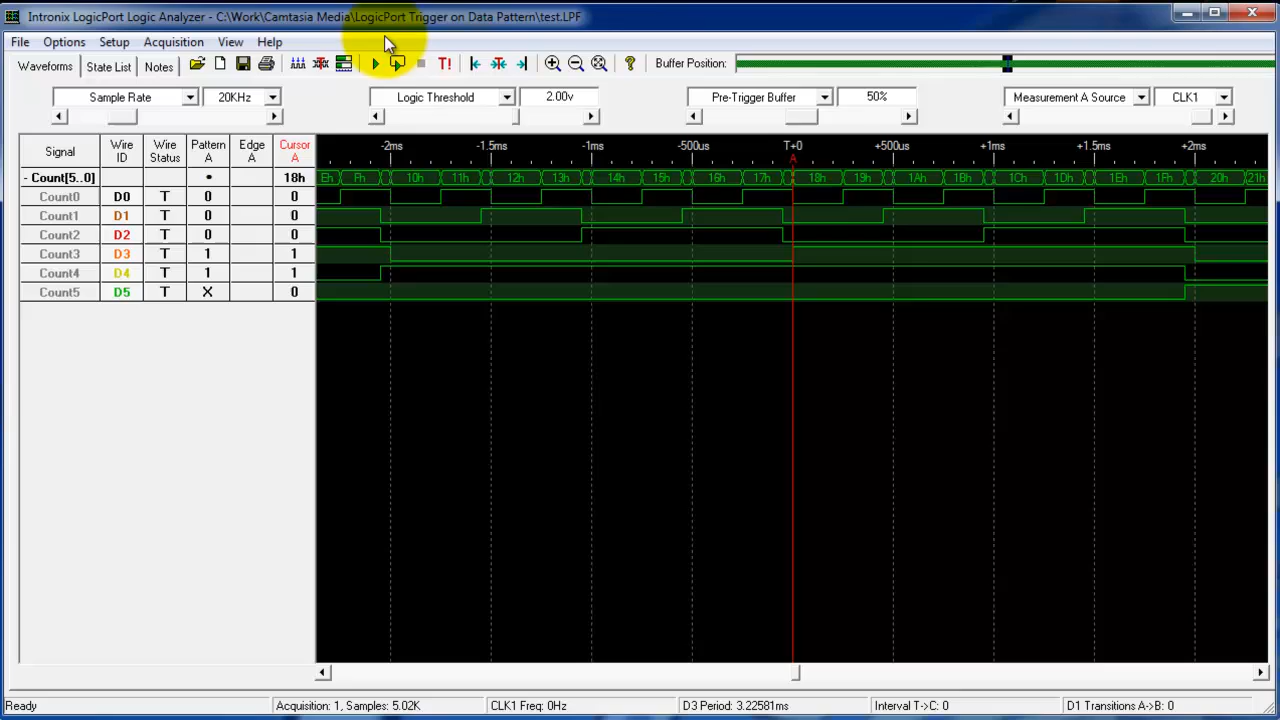 Intronix LogicPort Logic Analyzer - C:\Work\Camtasia Media\LogicPort Trigger on Data Pattern\test.LPF
File Options Setup Acquisition View Help
Waveforms State List Notes T! ? Buffer Position:
Sample Rate 20KHz Logic Threshold 2.00v Pre-Trigger Buffer 50% Measurement A Source CLK1
Signal Wire ID Wire Status Pattern A Edge A Cursor A -2ms -1.5ms -1ms -500us T+0 +500us +1ms +1.5ms +2ms
A
- Count[5..0] • 18h Eh Fh 10h 11h 12h 13h 14h 15h 16h 17h 18h 19h 1Ah 1Bh 1Ch 1Dh 1Eh 1Fh 20h 21h
Count0 D0 T 0 0
Count1 D1 T 0 0
Count2 D2 T 0 0
Count3 D3 T 1 1
Count4 D4 T 1 1
Count5 D5 T X 0
Ready Acquisition: 1, Samples: 5.02K CLK1 Freq: 0Hz D3 Period: 3.22581ms Interval T->C: 0 D1 Transitions A->B: 0